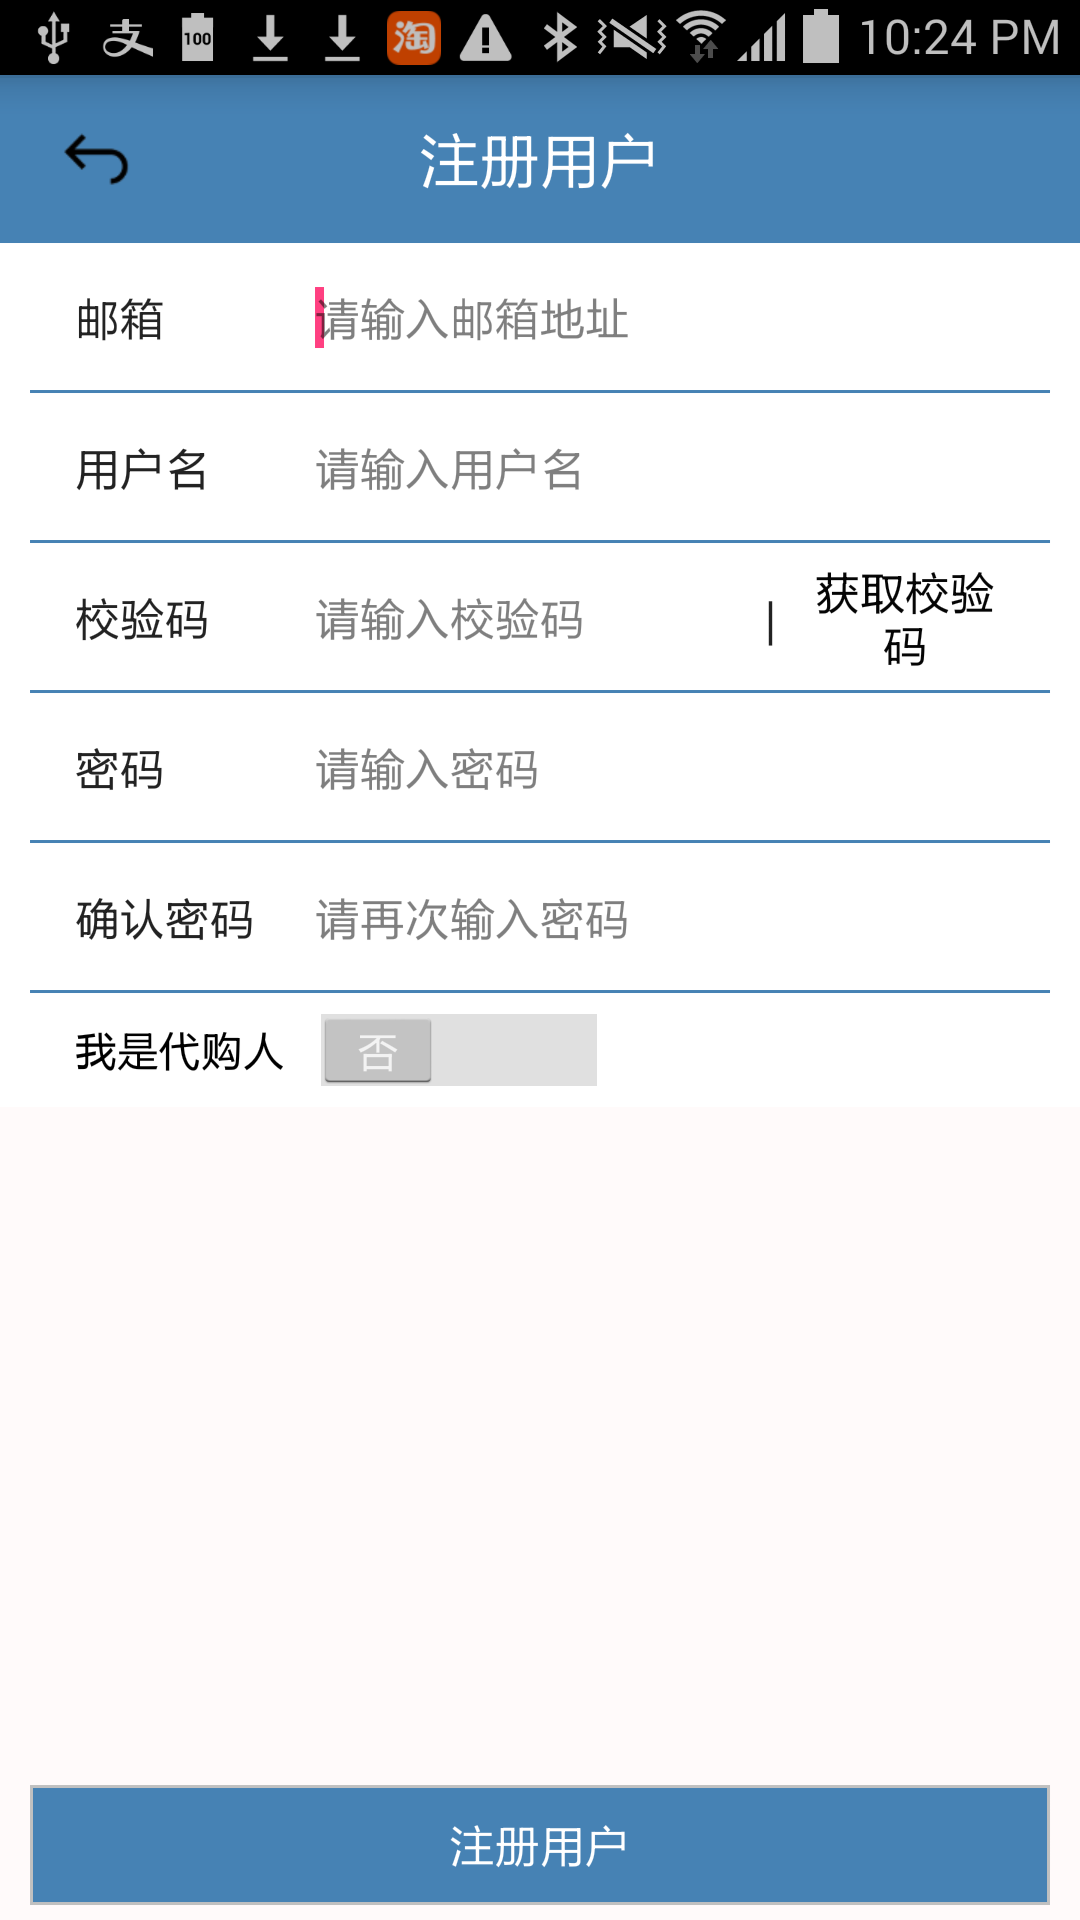 支 100 淘 10:24 PM
注册用户
邮箱 请输入邮箱地址
用户名 请输入用户名
校验码 请输入校验码 | 获取校验
码
密码 请输入密码
确认密码 请再次输入密码
我是代购人 否
注册用户